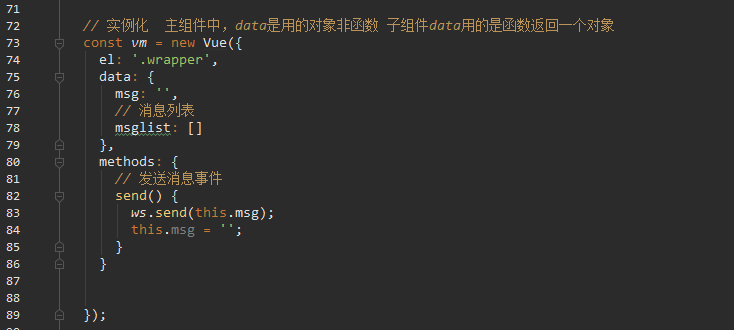 71
72 // 实例化  主组件中，data是用的对象非函数 子组件data用的是函数返回一个对象
73 const vm = new Vue({
74 el: '.wrapper',
75 data: {
76 msg: '',
77 // 消息列表
78 msglist: []
79 },
80 methods: {
81 // 发送消息事件
82 send() {
83 ws.send(this.msg);
84 this.msg = '';
85 }
86 }
87
88
89 });